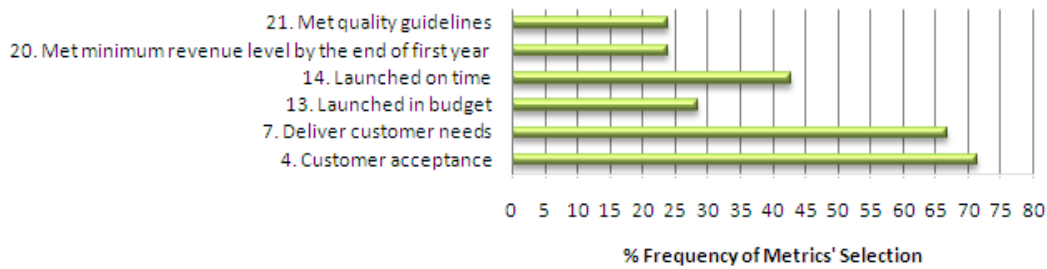 21. Met quality guidelines
20. Met minimum revenue level by the end of first year
14. Launched on time
13. Launched in budget
7. Deliver customer needs
4. Customer acceptance
0 5 10 15 20 25 30 35 40 45 50 55 60 65 70 75 80
% Frequency of Metrics' Selection